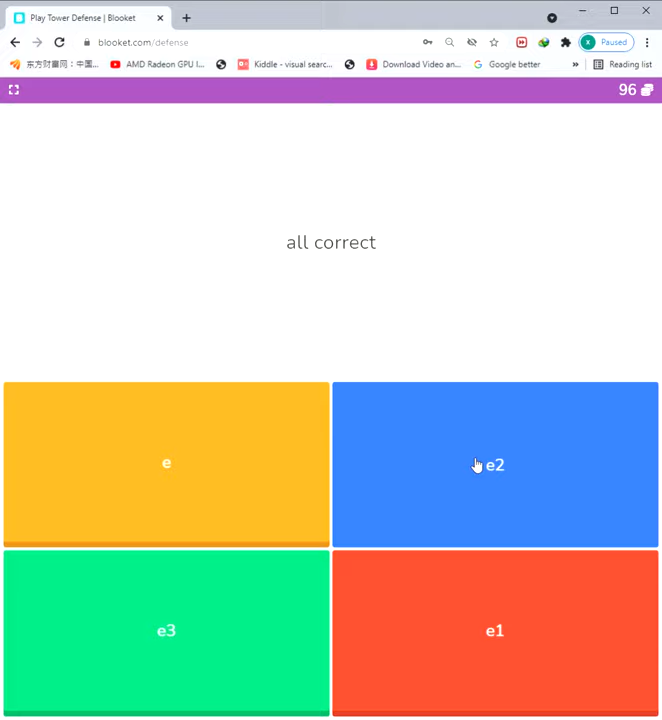 Play Tower Defense | Blooket
blooket.com/defense
x Paused
东方财富网：中国...
AMD Radeon GPU I...
Kiddle - visual searc...
Download Video an...
Google better
»
Reading list
96
all correct
e
e2
e3
e1